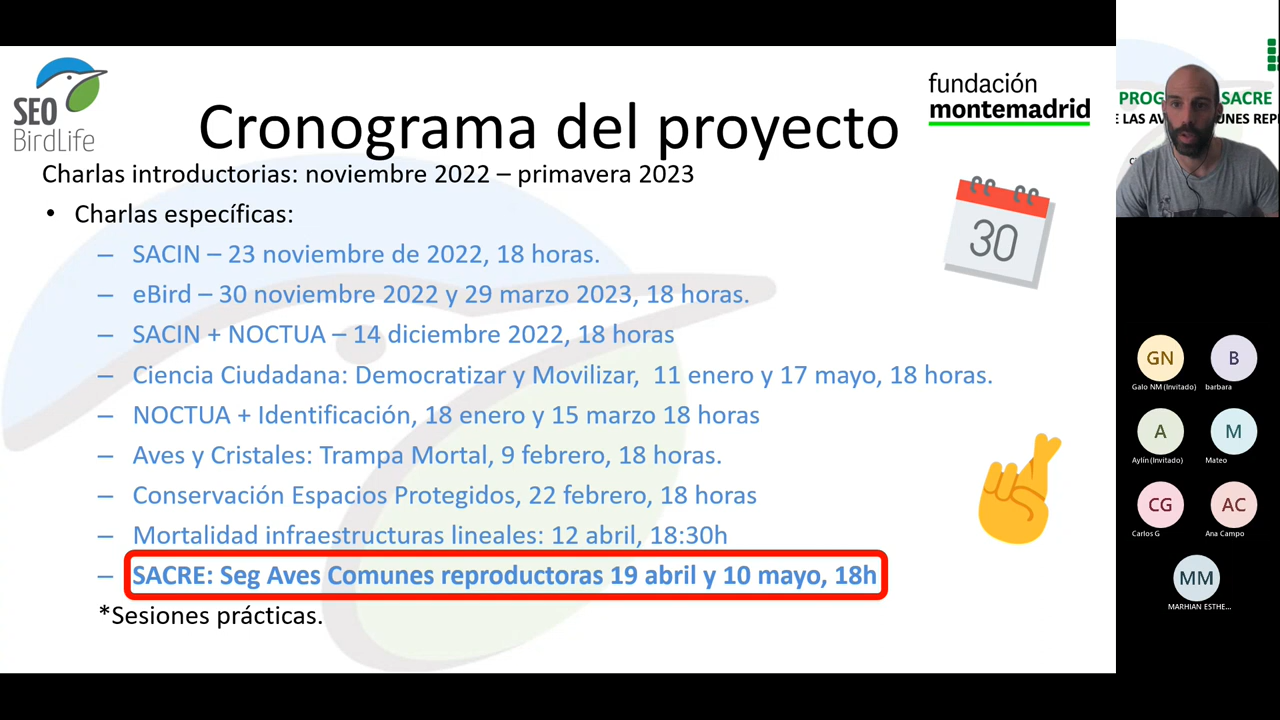 SEO
BirdLife
fundación
montemadrid
Cronograma del proyecto
Charlas introductorias: noviembre 2022 – primavera 2023
• Charlas específicas:
– SACIN – 23 noviembre de 2022, 18 horas.
– eBird – 30 noviembre 2022 y 29 marzo 2023, 18 horas.
– SACIN + NOCTUA – 14 diciembre 2022, 18 horas
– Ciencia Ciudadana: Democratizar y Movilizar, 11 enero y 17 mayo, 18 horas.
– NOCTUA + Identificación, 18 enero y 15 marzo 18 horas
– Aves y Cristales: Trampa Mortal, 9 febrero, 18 horas.
– Conservación Espacios Protegidos, 22 febrero, 18 horas
– Mortalidad infraestructuras lineales: 12 abril, 18:30h
– SACRE: Seg Aves Comunes reproductoras 19 abril y 10 mayo, 18h
*Sesiones prácticas.
30
SACRE
GN
Galo NM (Invitado)
B
barbara
A
Aylín (Invitado)
M
Mateo
CG
Carlos G
AC
Ana Campo
MM
MARHIAN ESTHE...